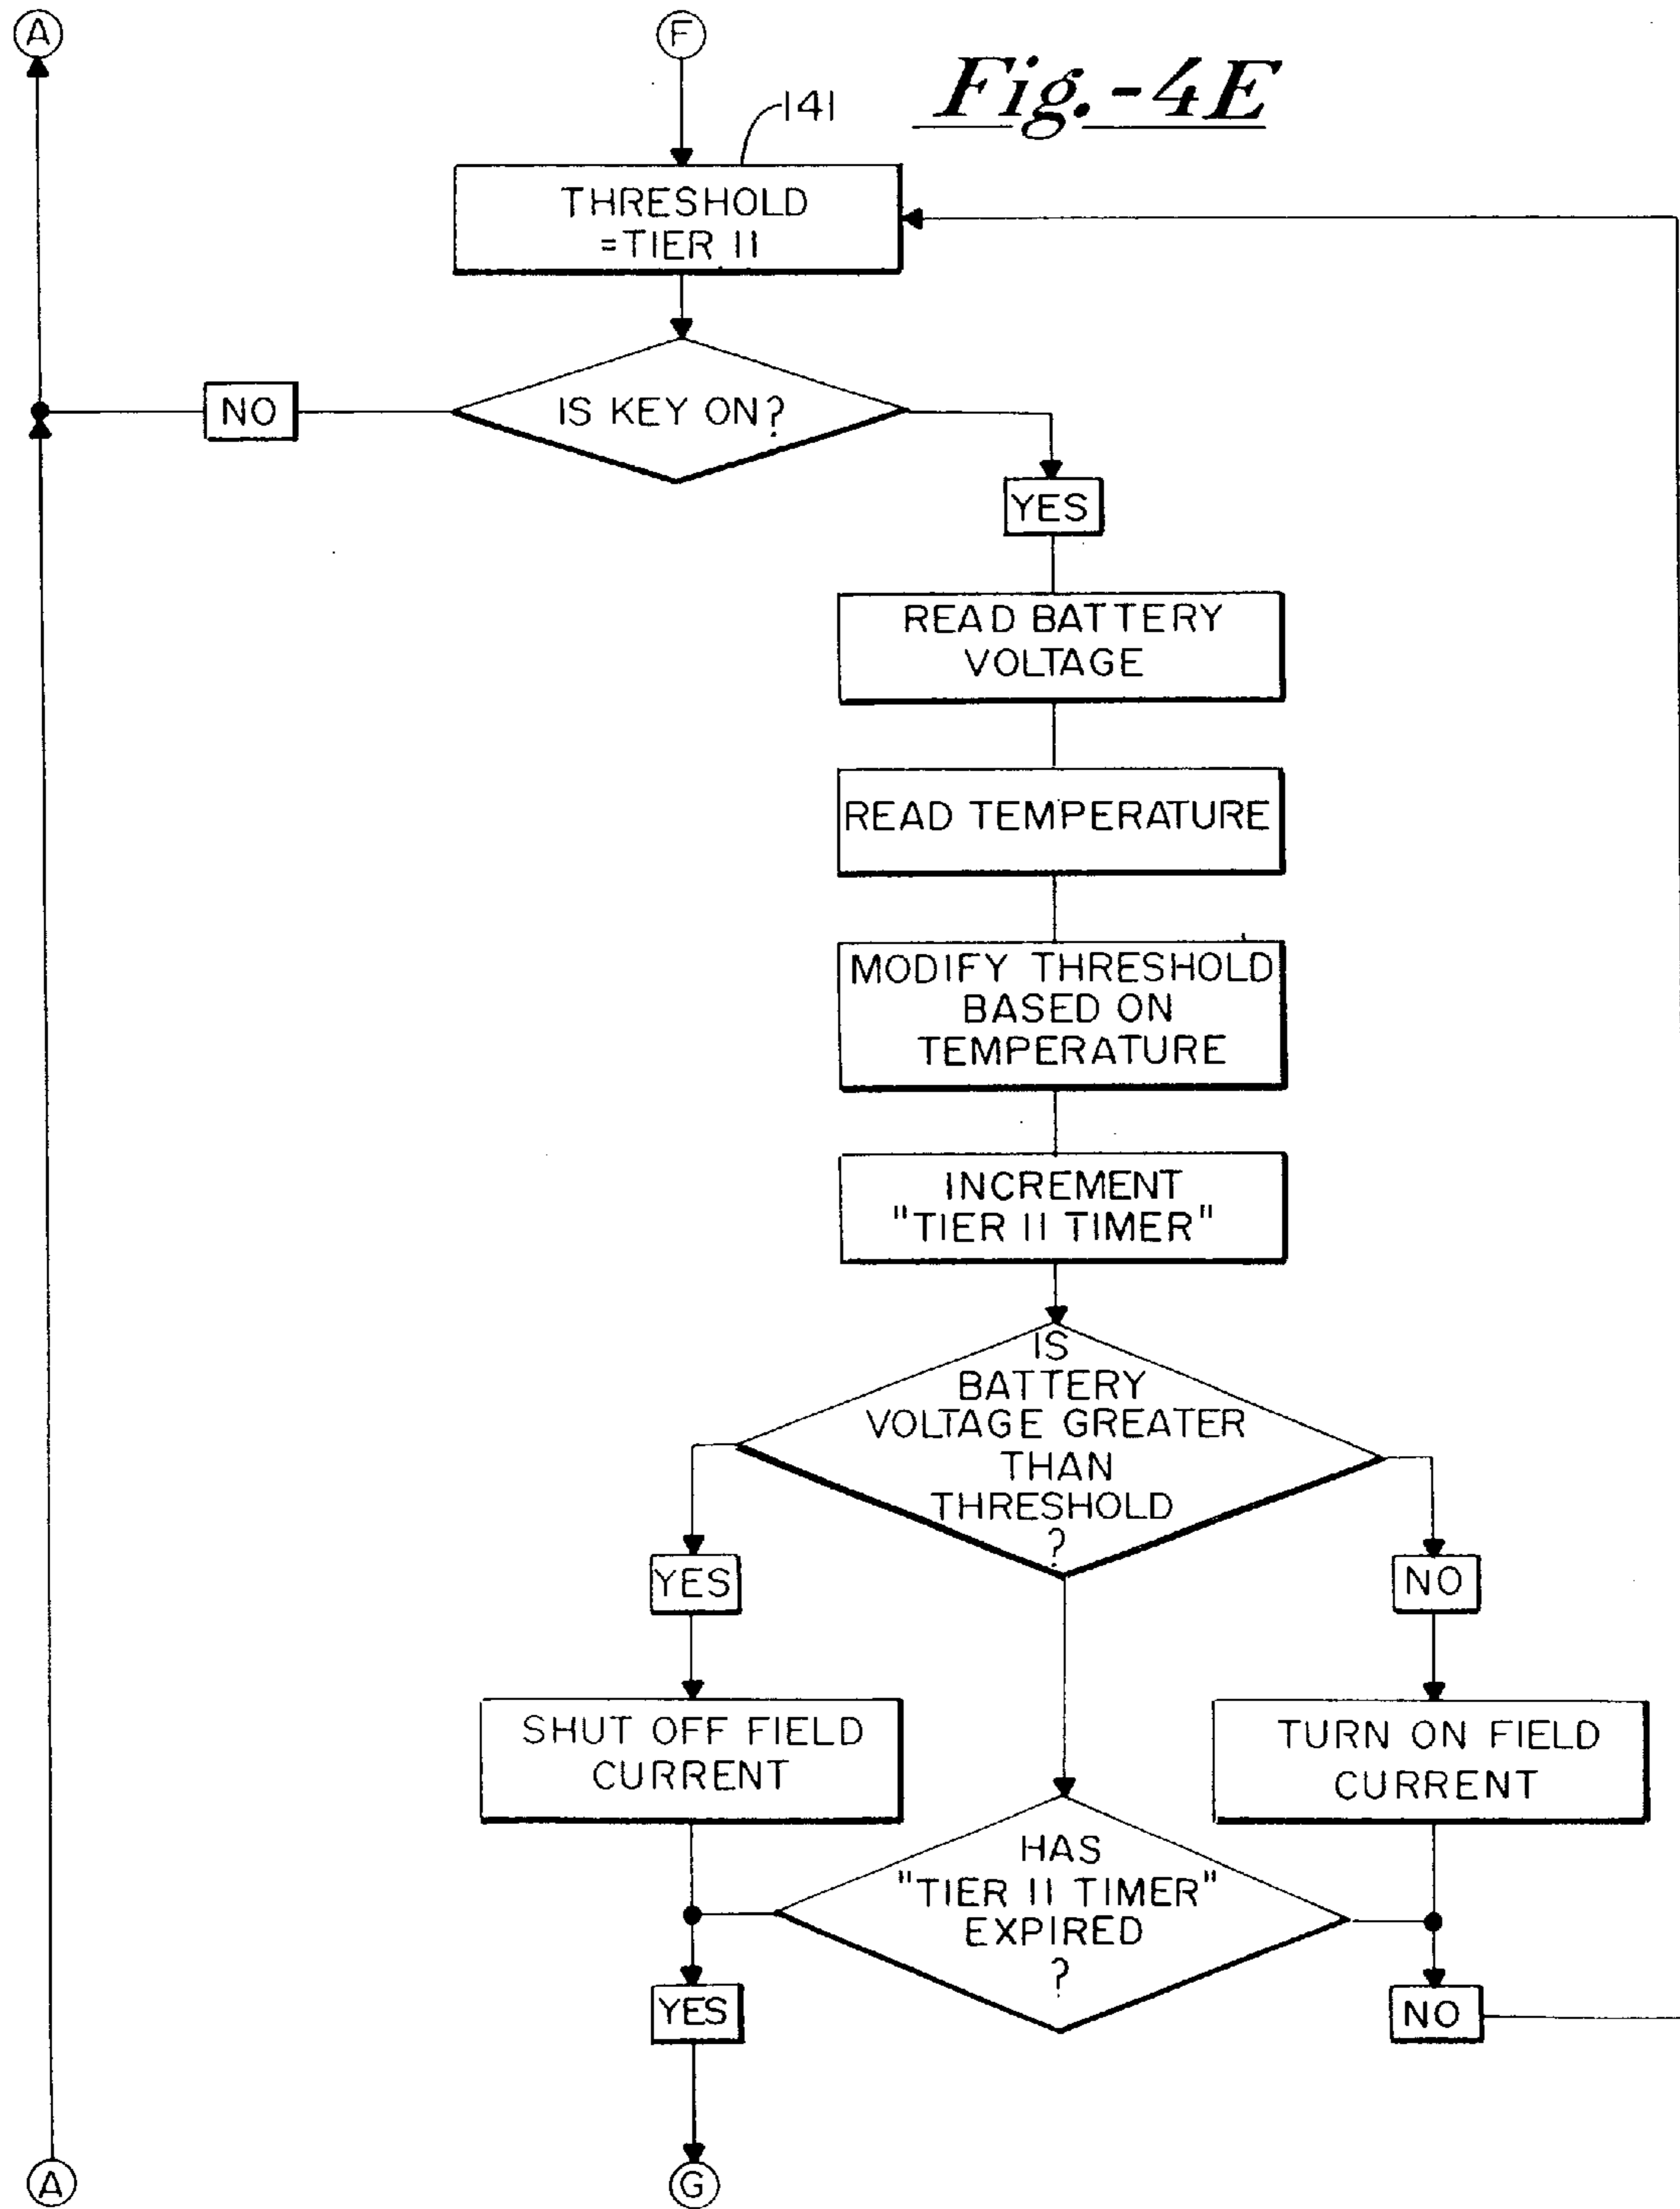 A
F
Fig.-4E
141
THRESHOLD
=TIER II
IS KEY ON?
NO
YES
READ BATTERY
VOLTAGE
READ TEMPERATURE
MODIFY THRESHOLD
BASED ON
TEMPERATURE
INCREMENT
"TIER II TIMER"
IS
BATTERY
VOLTAGE GREATER
THAN
THRESHOLD
?
YES
NO
SHUT OFF FIELD
CURRENT
TURN ON FIELD
CURRENT
HAS
"TIER II TIMER"
EXPIRED
?
YES
NO
A
G